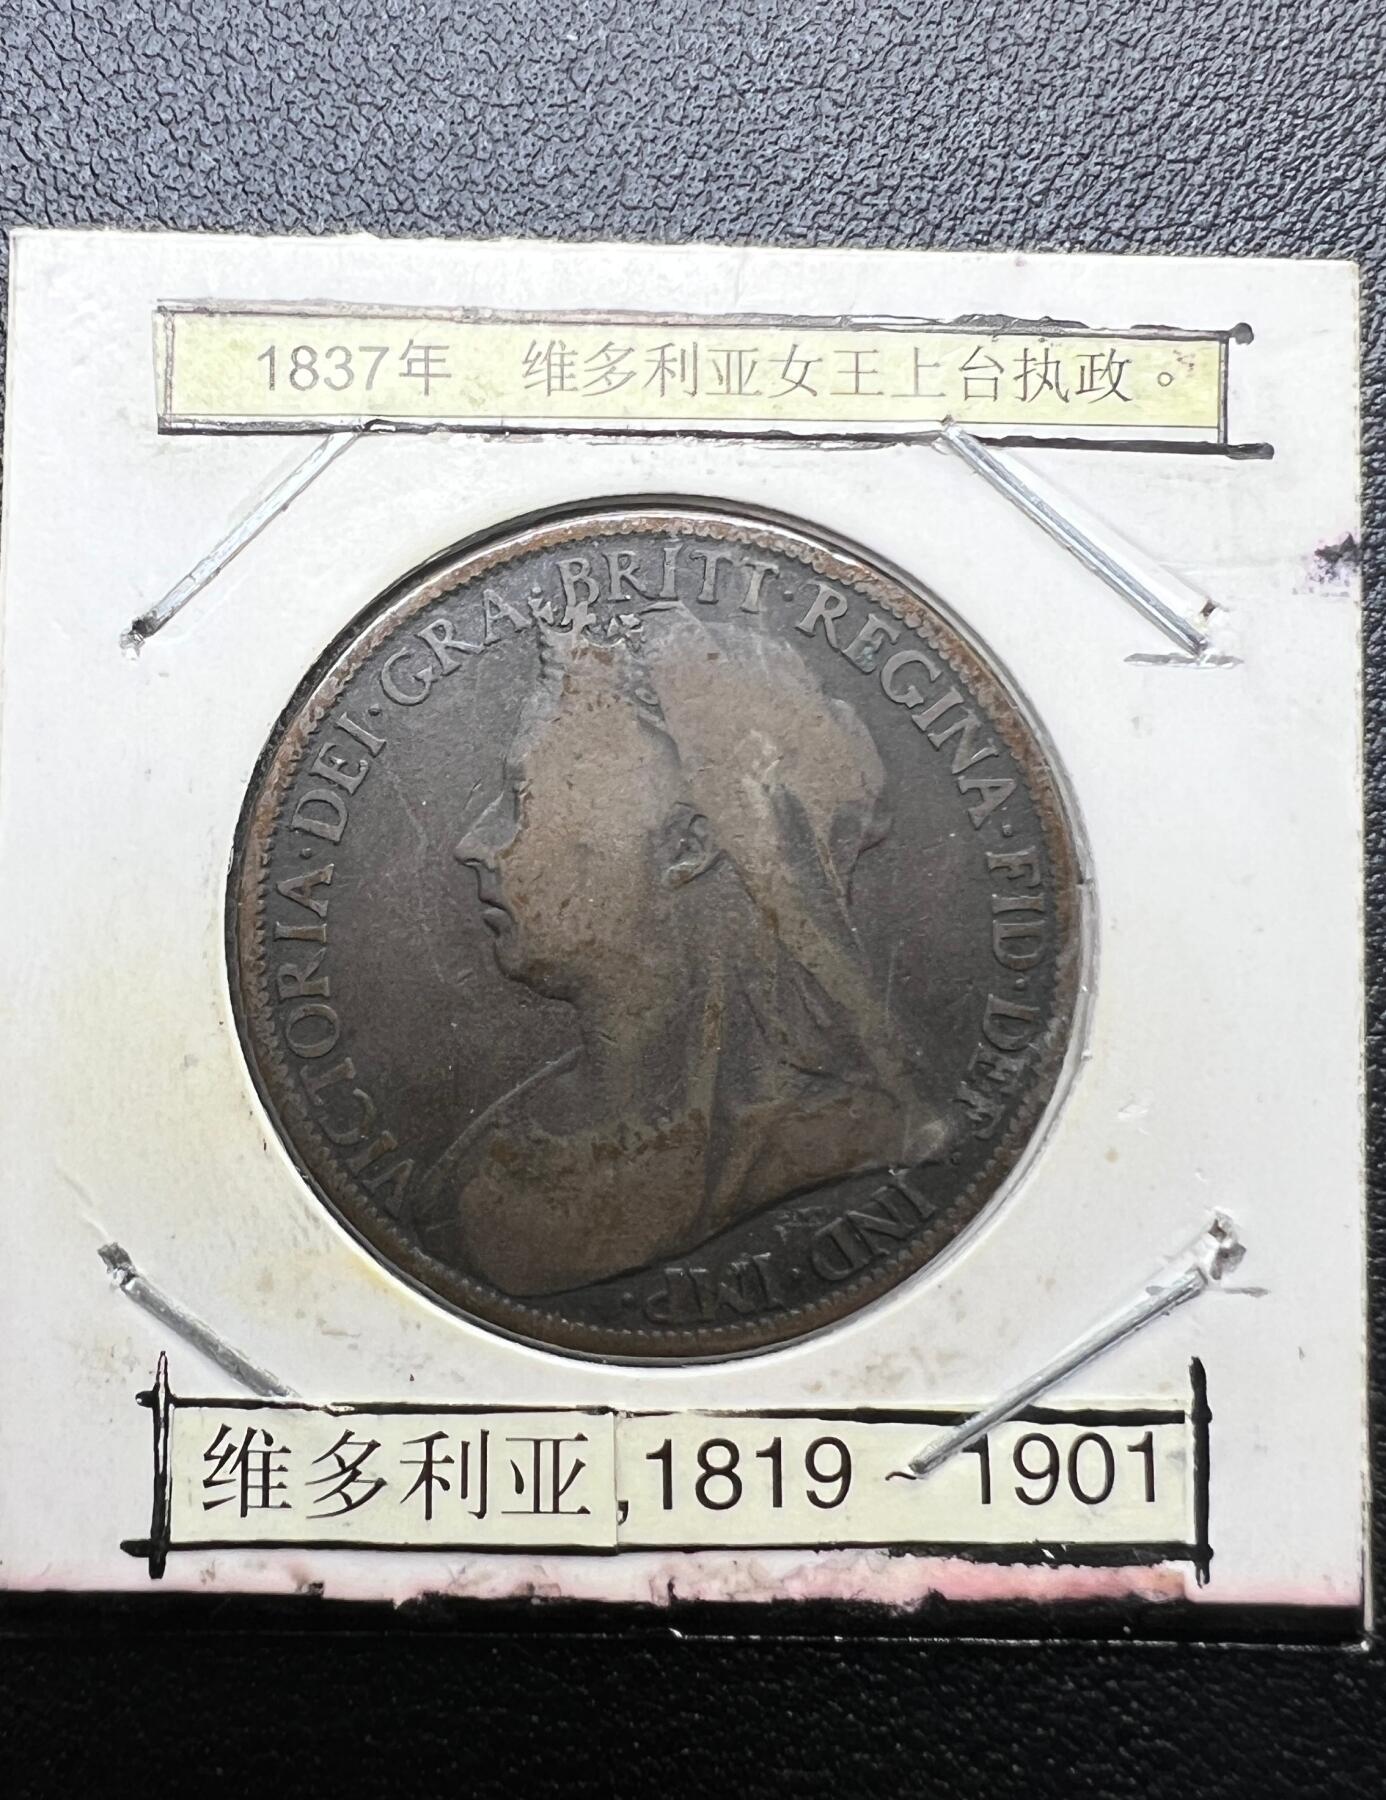 1837年 维多利亚女王上台执政。
VICTORIA·DEI·GRA·BRITT·REGINA·FID·DEF·IND·IMP·
维多利亚,1819~1901